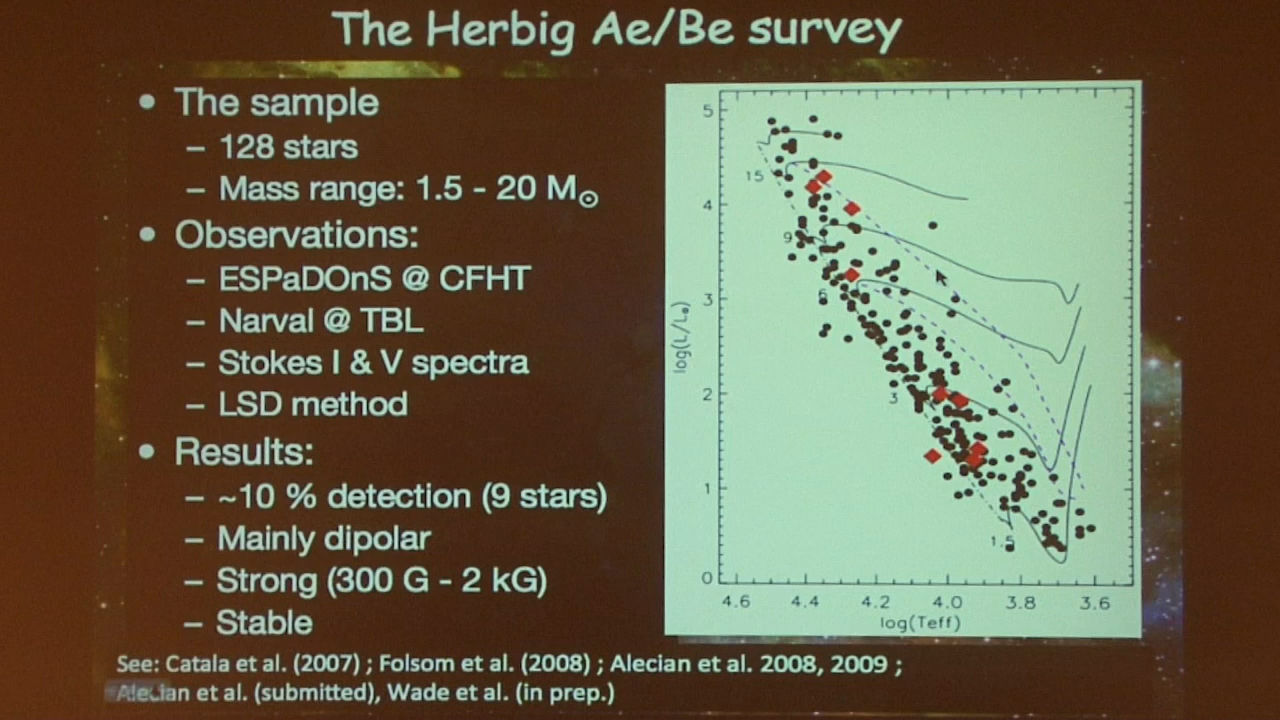 The Herbig Ae/Be survey
• The sample
– 128 stars
– Mass range: 1.5 - 20 M☉
• Observations:
– ESPaDOnS @ CFHT
– Narval @ TBL
– Stokes I & V spectra
– LSD method
• Results:
– ~10 % detection (9 stars)
– Mainly dipolar
– Strong (300 G - 2 kG)
– Stable
See: Catala et al. (2007) ; Folsom et al. (2008) ; Alecian et al. 2008, 2009 ;
Alecian et al. (submitted), Wade et al. (in prep.)
5
4
3
2
1
0
log(L/L☉)
15
9
6
3
1.5
4.6 4.4 4.2 4.0 3.8 3.6
log(Teff)